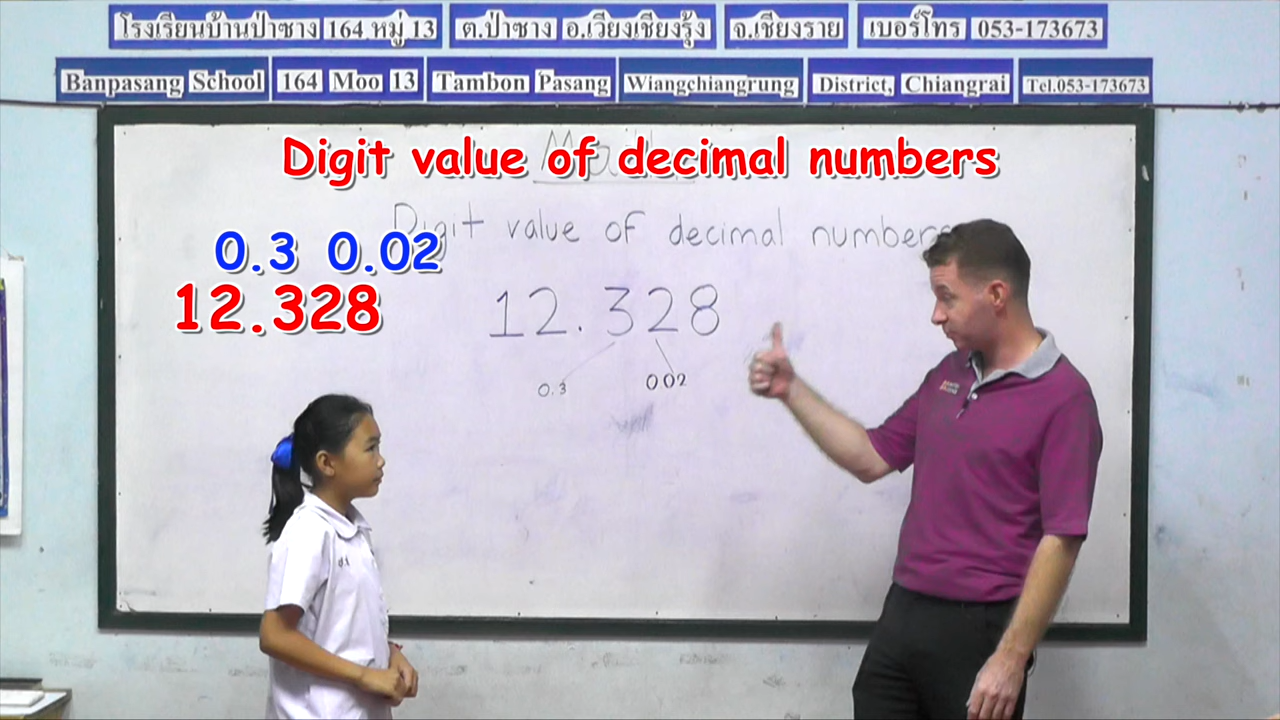 โรงเรียนบ้านป่าซาง 164 หมู่ 13 ต.ป่าซาง อ.เวียงเชียงรุ้ง จ.เชียงราย เบอร์โทร 053-173673
Banpasang School 164 Moo 13 Tambon Pasang Wiangchiangrung District, Chiangrai Tel.053-173673
Math
Digit value of decimal numbers
Digit value of decimal numbers
0.3 0.02
12.328
12.328
0.3 0.02